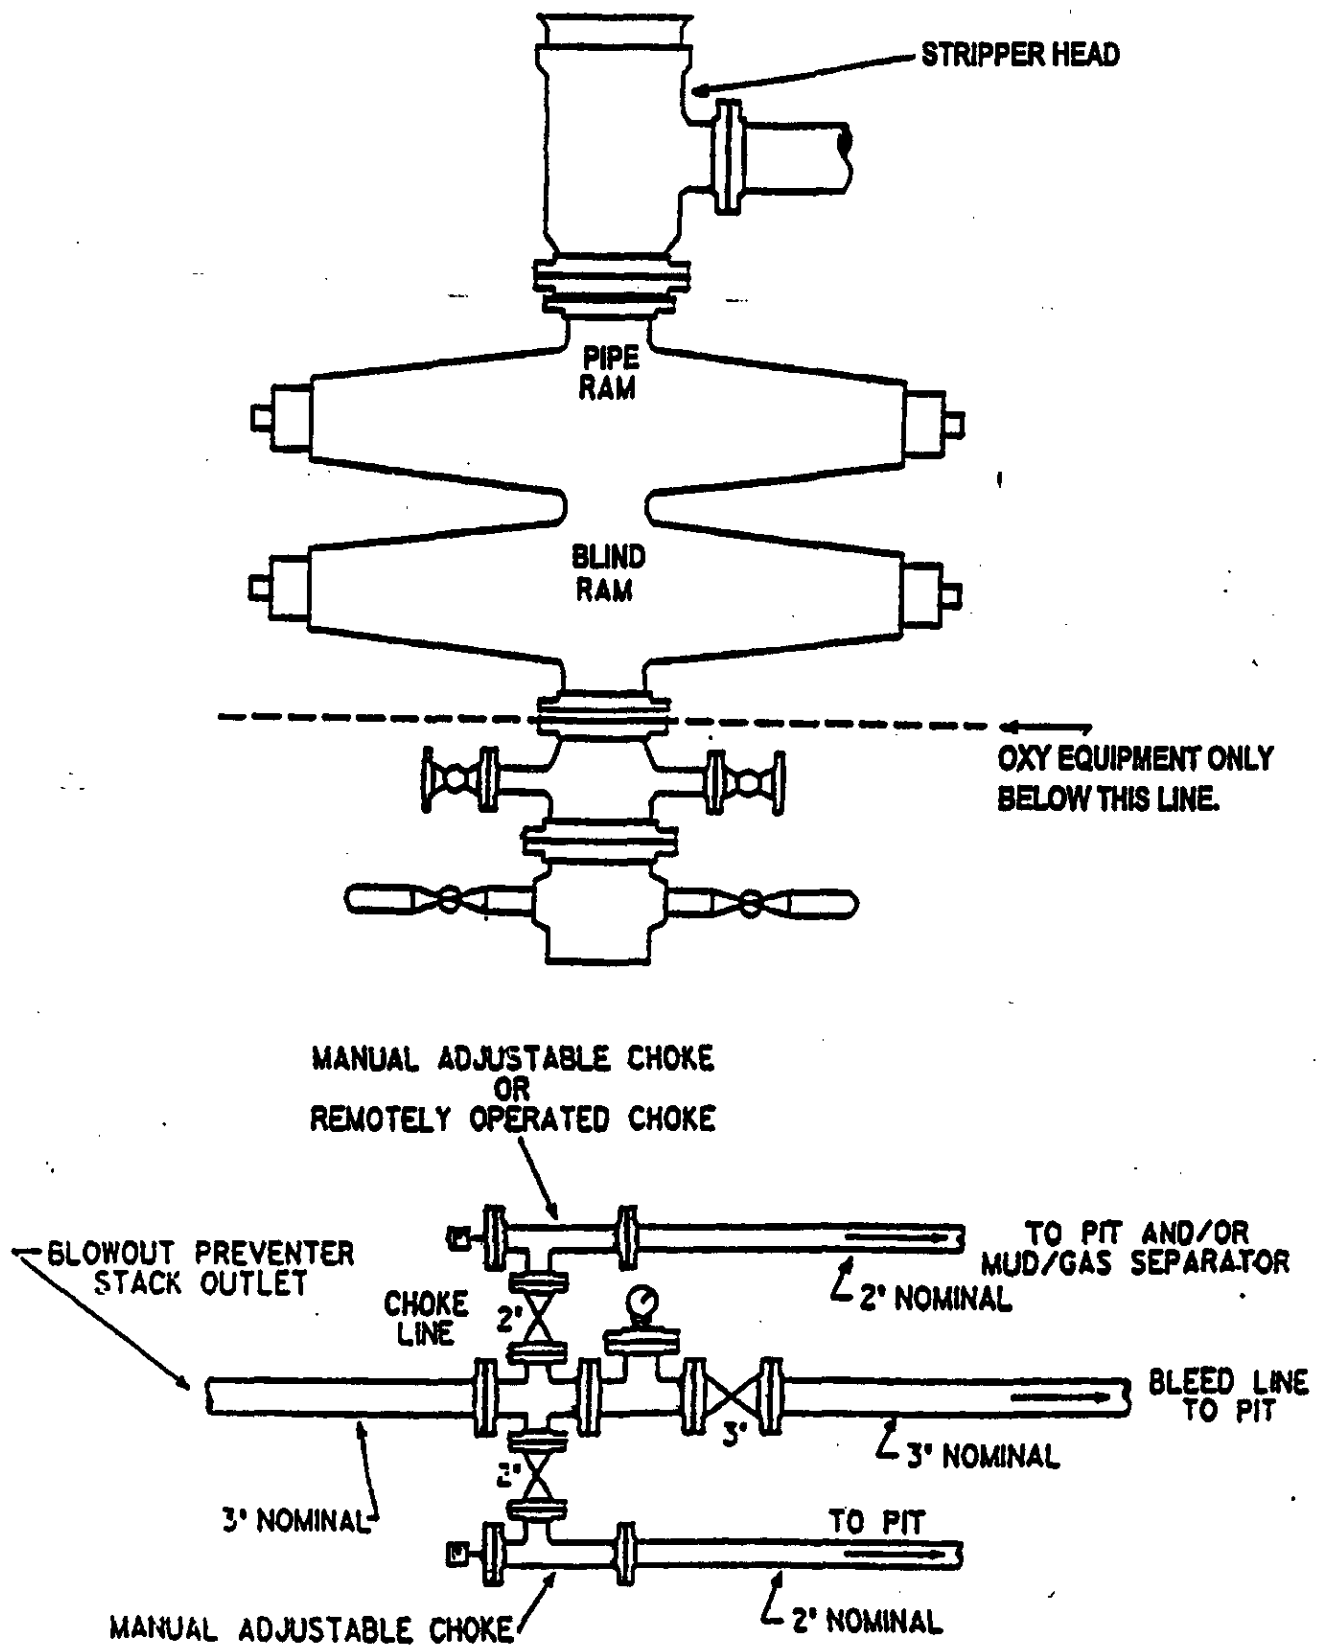 STRIPPER HEAD
PIPE
RAM
BLIND
RAM
OXY EQUIPMENT ONLY
BELOW THIS LINE.
MANUAL ADJUSTABLE CHOKE
OR
REMOTELY OPERATED CHOKE
BLOWOUT PREVENTER
STACK OUTLET
TO PIT AND/OR
MUD/GAS SEPARATOR
2" NOMINAL
CHOKE
LINE
2"
BLEED LINE
TO PIT
3"
3" NOMINAL
2"
3" NOMINAL
TO PIT
2" NOMINAL
MANUAL ADJUSTABLE CHOKE